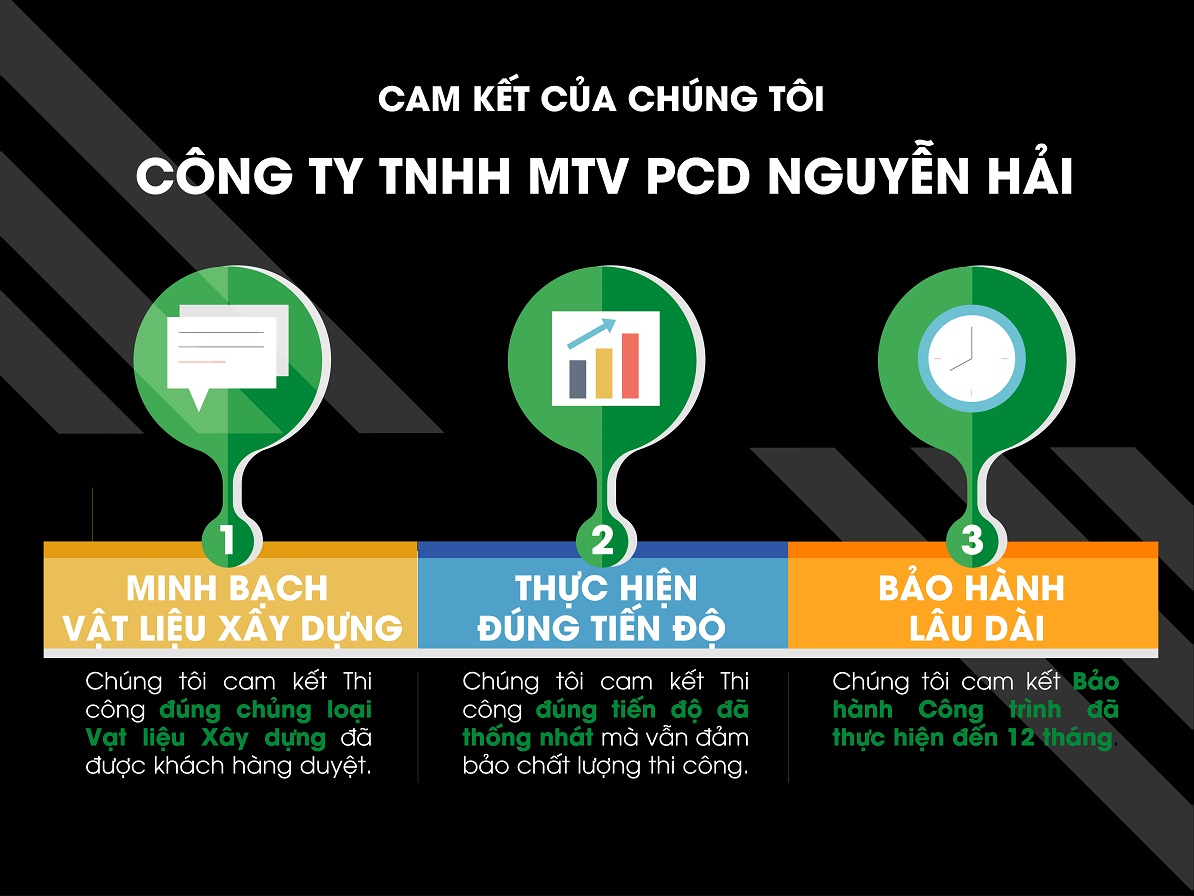 CAM KẾT CỦA CHÚNG TÔI
CÔNG TY TNHH MTV PCD NGUYỄN HẢI
1
MINH BẠCH
VẬT LIỆU XÂY DỰNG
Chúng tôi cam kết Thi
công đúng chủng loại
Vạt liệu Xây dựng đã
được khách hàng duyệt.
2
THỰC HIỆN
ĐÚNG TIẾN ĐỘ
Chúng tôi cam kết Thi
công đúng tiến độ đã
thống nhát mà vẫn đảm
bảo chất lượng thi công.
3
BẢO HÀNH
LÂU DÀI
Chúng tôi cam kết Bảo
hành Công trình đã
thực hiện đến 12 tháng.